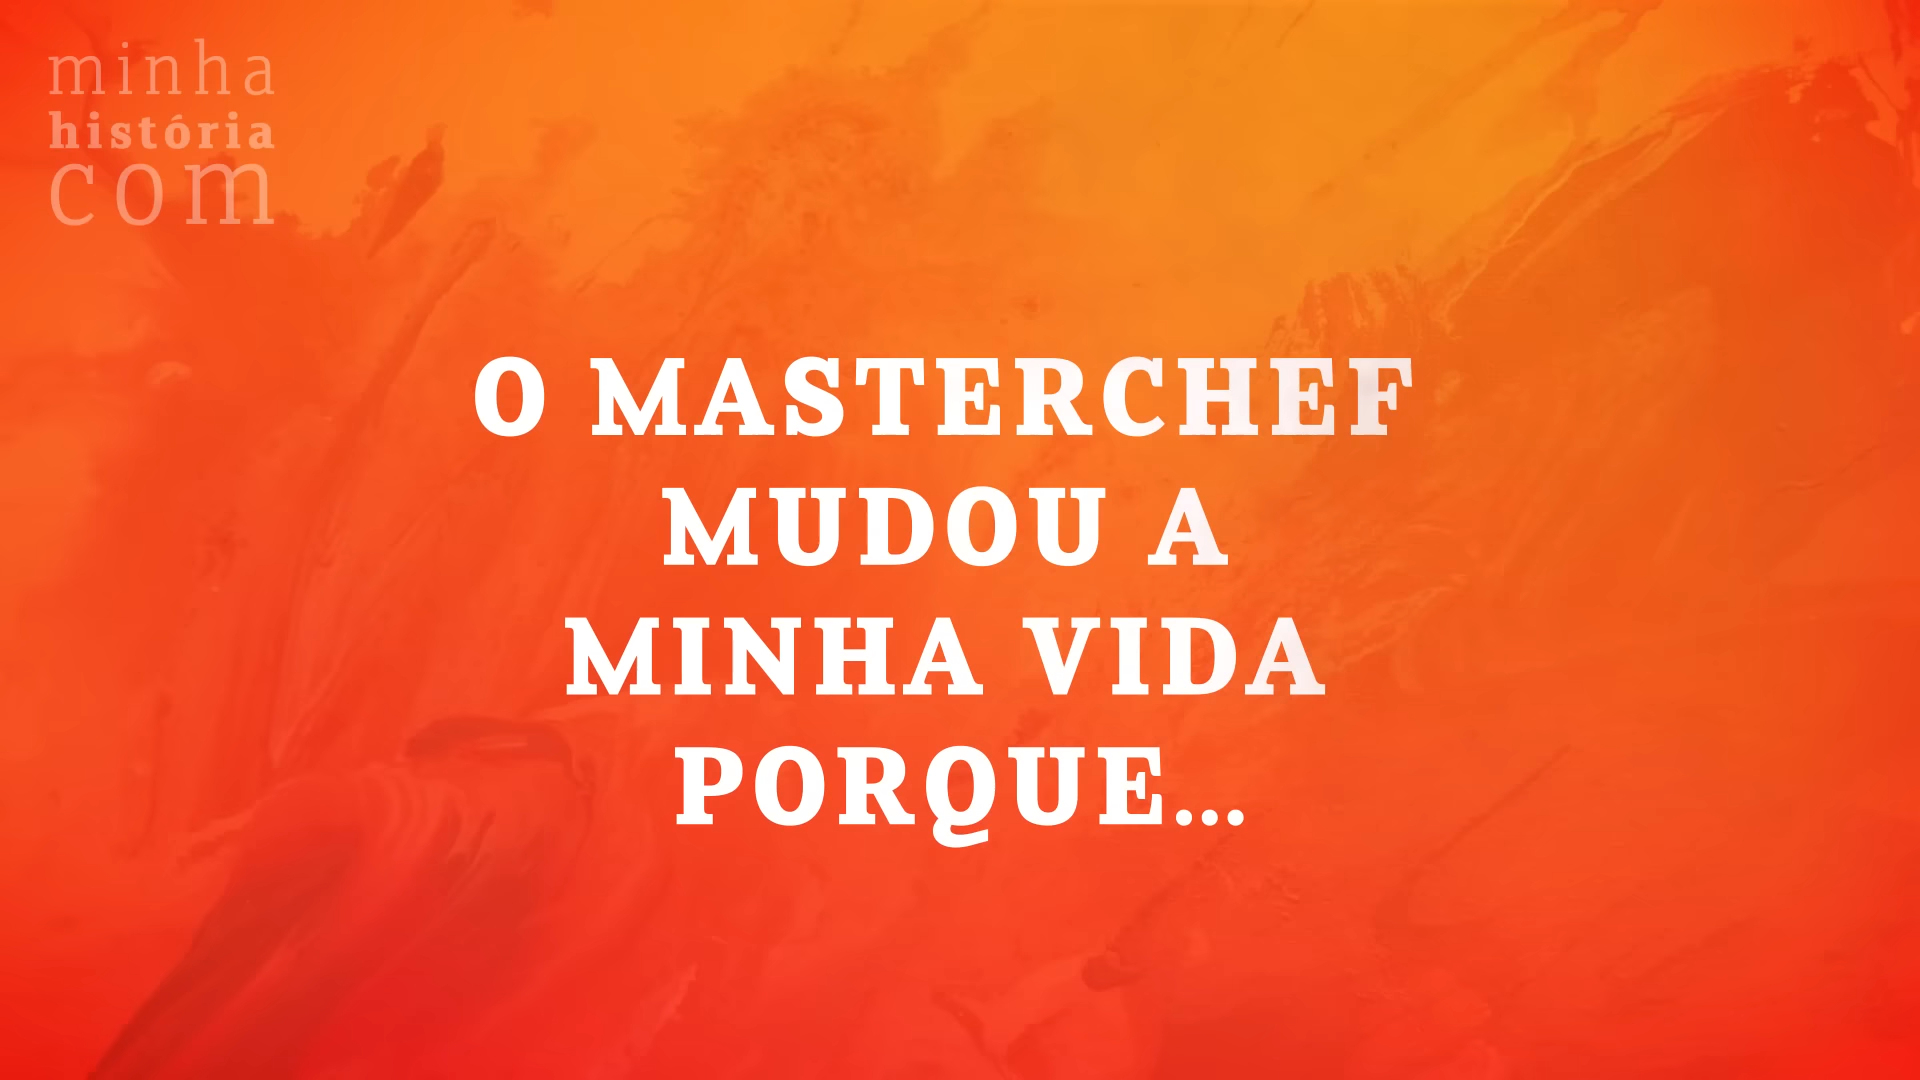 minha
história
com
O MASTERCHEF
MUDOU A
MINHA VIDA
PORQUE...